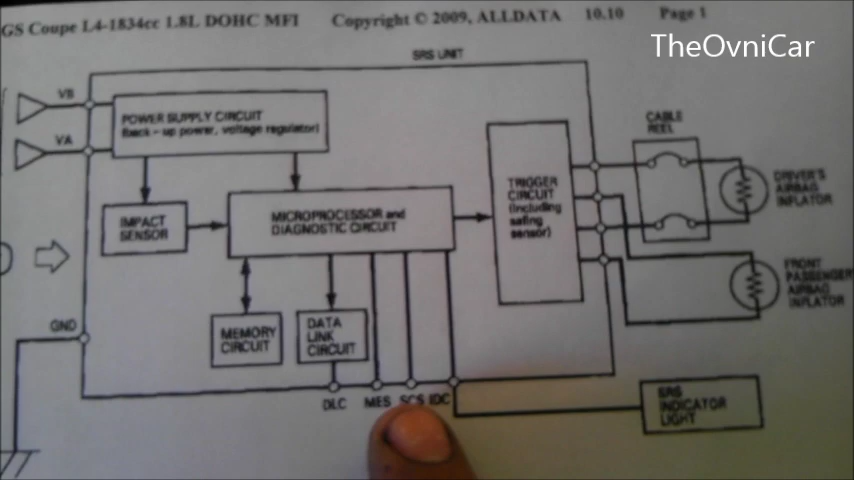 GS Coupe L4-1834cc 1.8L DOHC MFI Copyright © 2009, ALLDATA 10.10 Page 1
TheOvniCar
SRS UNIT
VB
POWER SUPPLY CIRCUIT
(back-up power, voltage regulator)
VA
CABLE
REEL
TRIGGER
CIRCUIT
(including
safing
sensor)
DRIVER'S
AIRBAG
INFLATOR
IMPACT
SENSOR
MICROPROCESSOR and
DIAGNOSTIC CIRCUIT
FRONT
PASSENGER
AIRBAG
INFLATOR
GND
MEMORY
CIRCUIT
DATA
LINK
CIRCUIT
DLC MES SCS IDC
SRS
INDICATOR
LIGHT